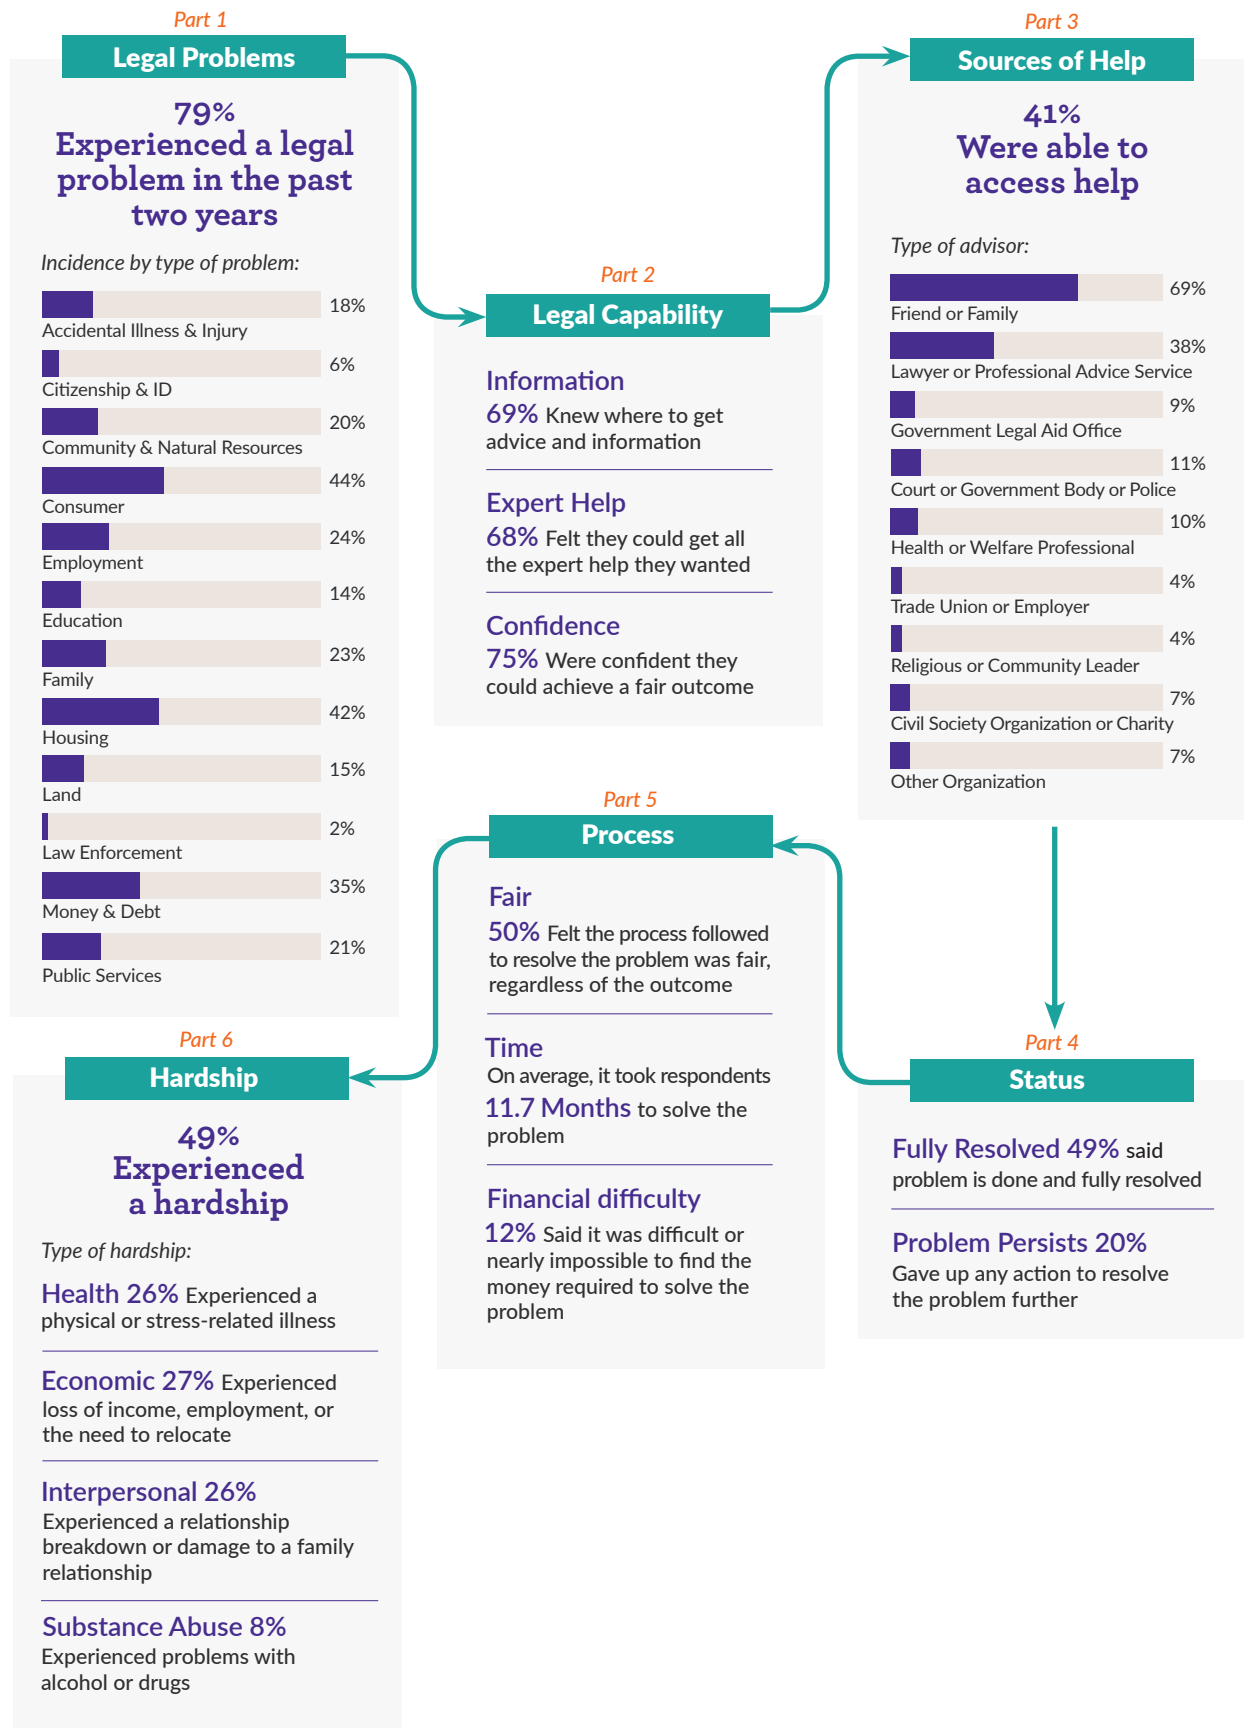 Part 1
Legal Problems
79%
Experienced a legal
problem in the past
two years
Incidence by type of problem:
18%
Accidental Illness & Injury
6%
Citizenship & ID
20%
Community & Natural Resources
44%
Consumer
24%
Employment
14%
Education
23%
Family
42%
Housing
15%
Land
2%
Law Enforcement
35%
Money & Debt
21%
Public Services
Part 2
Legal Capability
Information
69% Knew where to get
advice and information
Expert Help
68% Felt they could get all
the expert help they wanted
Confidence
75% Were confident they
could achieve a fair outcome
Part 3
Sources of Help
41%
Were able to
access help
Type of advisor:
69%
Friend or Family
38%
Lawyer or Professional Advice Service
9%
Government Legal Aid Office
11%
Court or Government Body or Police
10%
Health or Welfare Professional
4%
Trade Union or Employer
4%
Religious or Community Leader
7%
Civil Society Organization or Charity
7%
Other Organization
Part 4
Status
Fully Resolved 49% said
problem is done and fully resolved
Problem Persists 20%
Gave up any action to resolve
the problem further
Part 5
Process
Fair
50% Felt the process followed
to resolve the problem was fair,
regardless of the outcome
Time
On average, it took respondents
11.7 Months to solve the
problem
Financial difficulty
12% Said it was difficult or
nearly impossible to find the
money required to solve the
problem
Part 6
Hardship
49%
Experienced
a hardship
Type of hardship:
Health 26% Experienced a
physical or stress-related illness
Economic 27% Experienced
loss of income, employment, or
the need to relocate
Interpersonal 26%
Experienced a relationship
breakdown or damage to a family
relationship
Substance Abuse 8%
Experienced problems with
alcohol or drugs